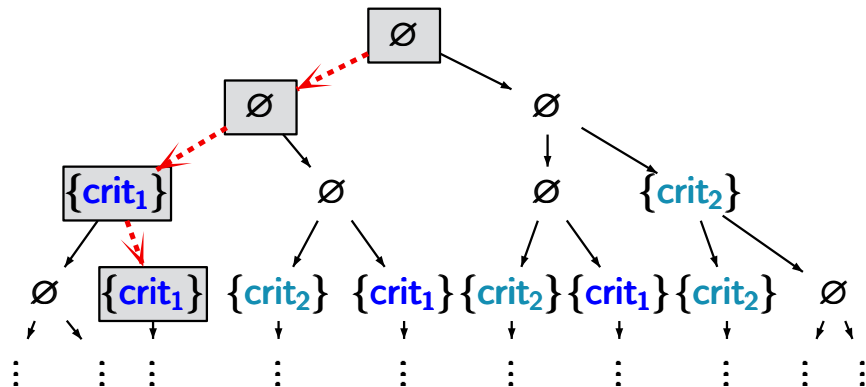 ∅
∅ ∅
{crit₁} ∅ ∅ {crit₂}
∅ {crit₁} {crit₂} {crit₁} {crit₂} {crit₁} {crit₂} ∅
⋮ ⋮ ⋮ ⋮ ⋮ ⋮ ⋮ ⋮ ⋮ ⋮